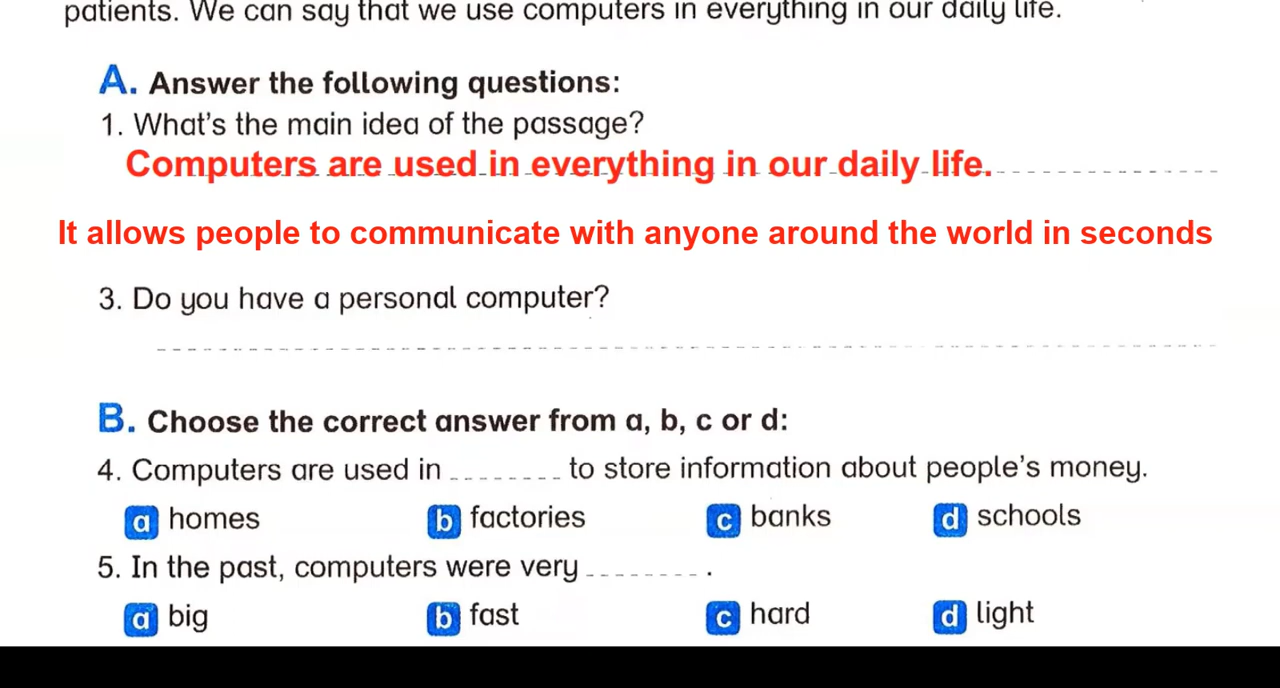 patients. We can say that we use computers in everything in our daily life.
A. Answer the following questions:
1. What's the main idea of the passage?
Computers are used in everything in our daily life.
It allows people to communicate with anyone around the world in seconds
3. Do you have a personal computer?
B. Choose the correct answer from a, b, c or d:
4. Computers are used in ........ to store information about people's money.
a homes b factories c banks d schools
5. In the past, computers were very ........ .
a big b fast c hard d light